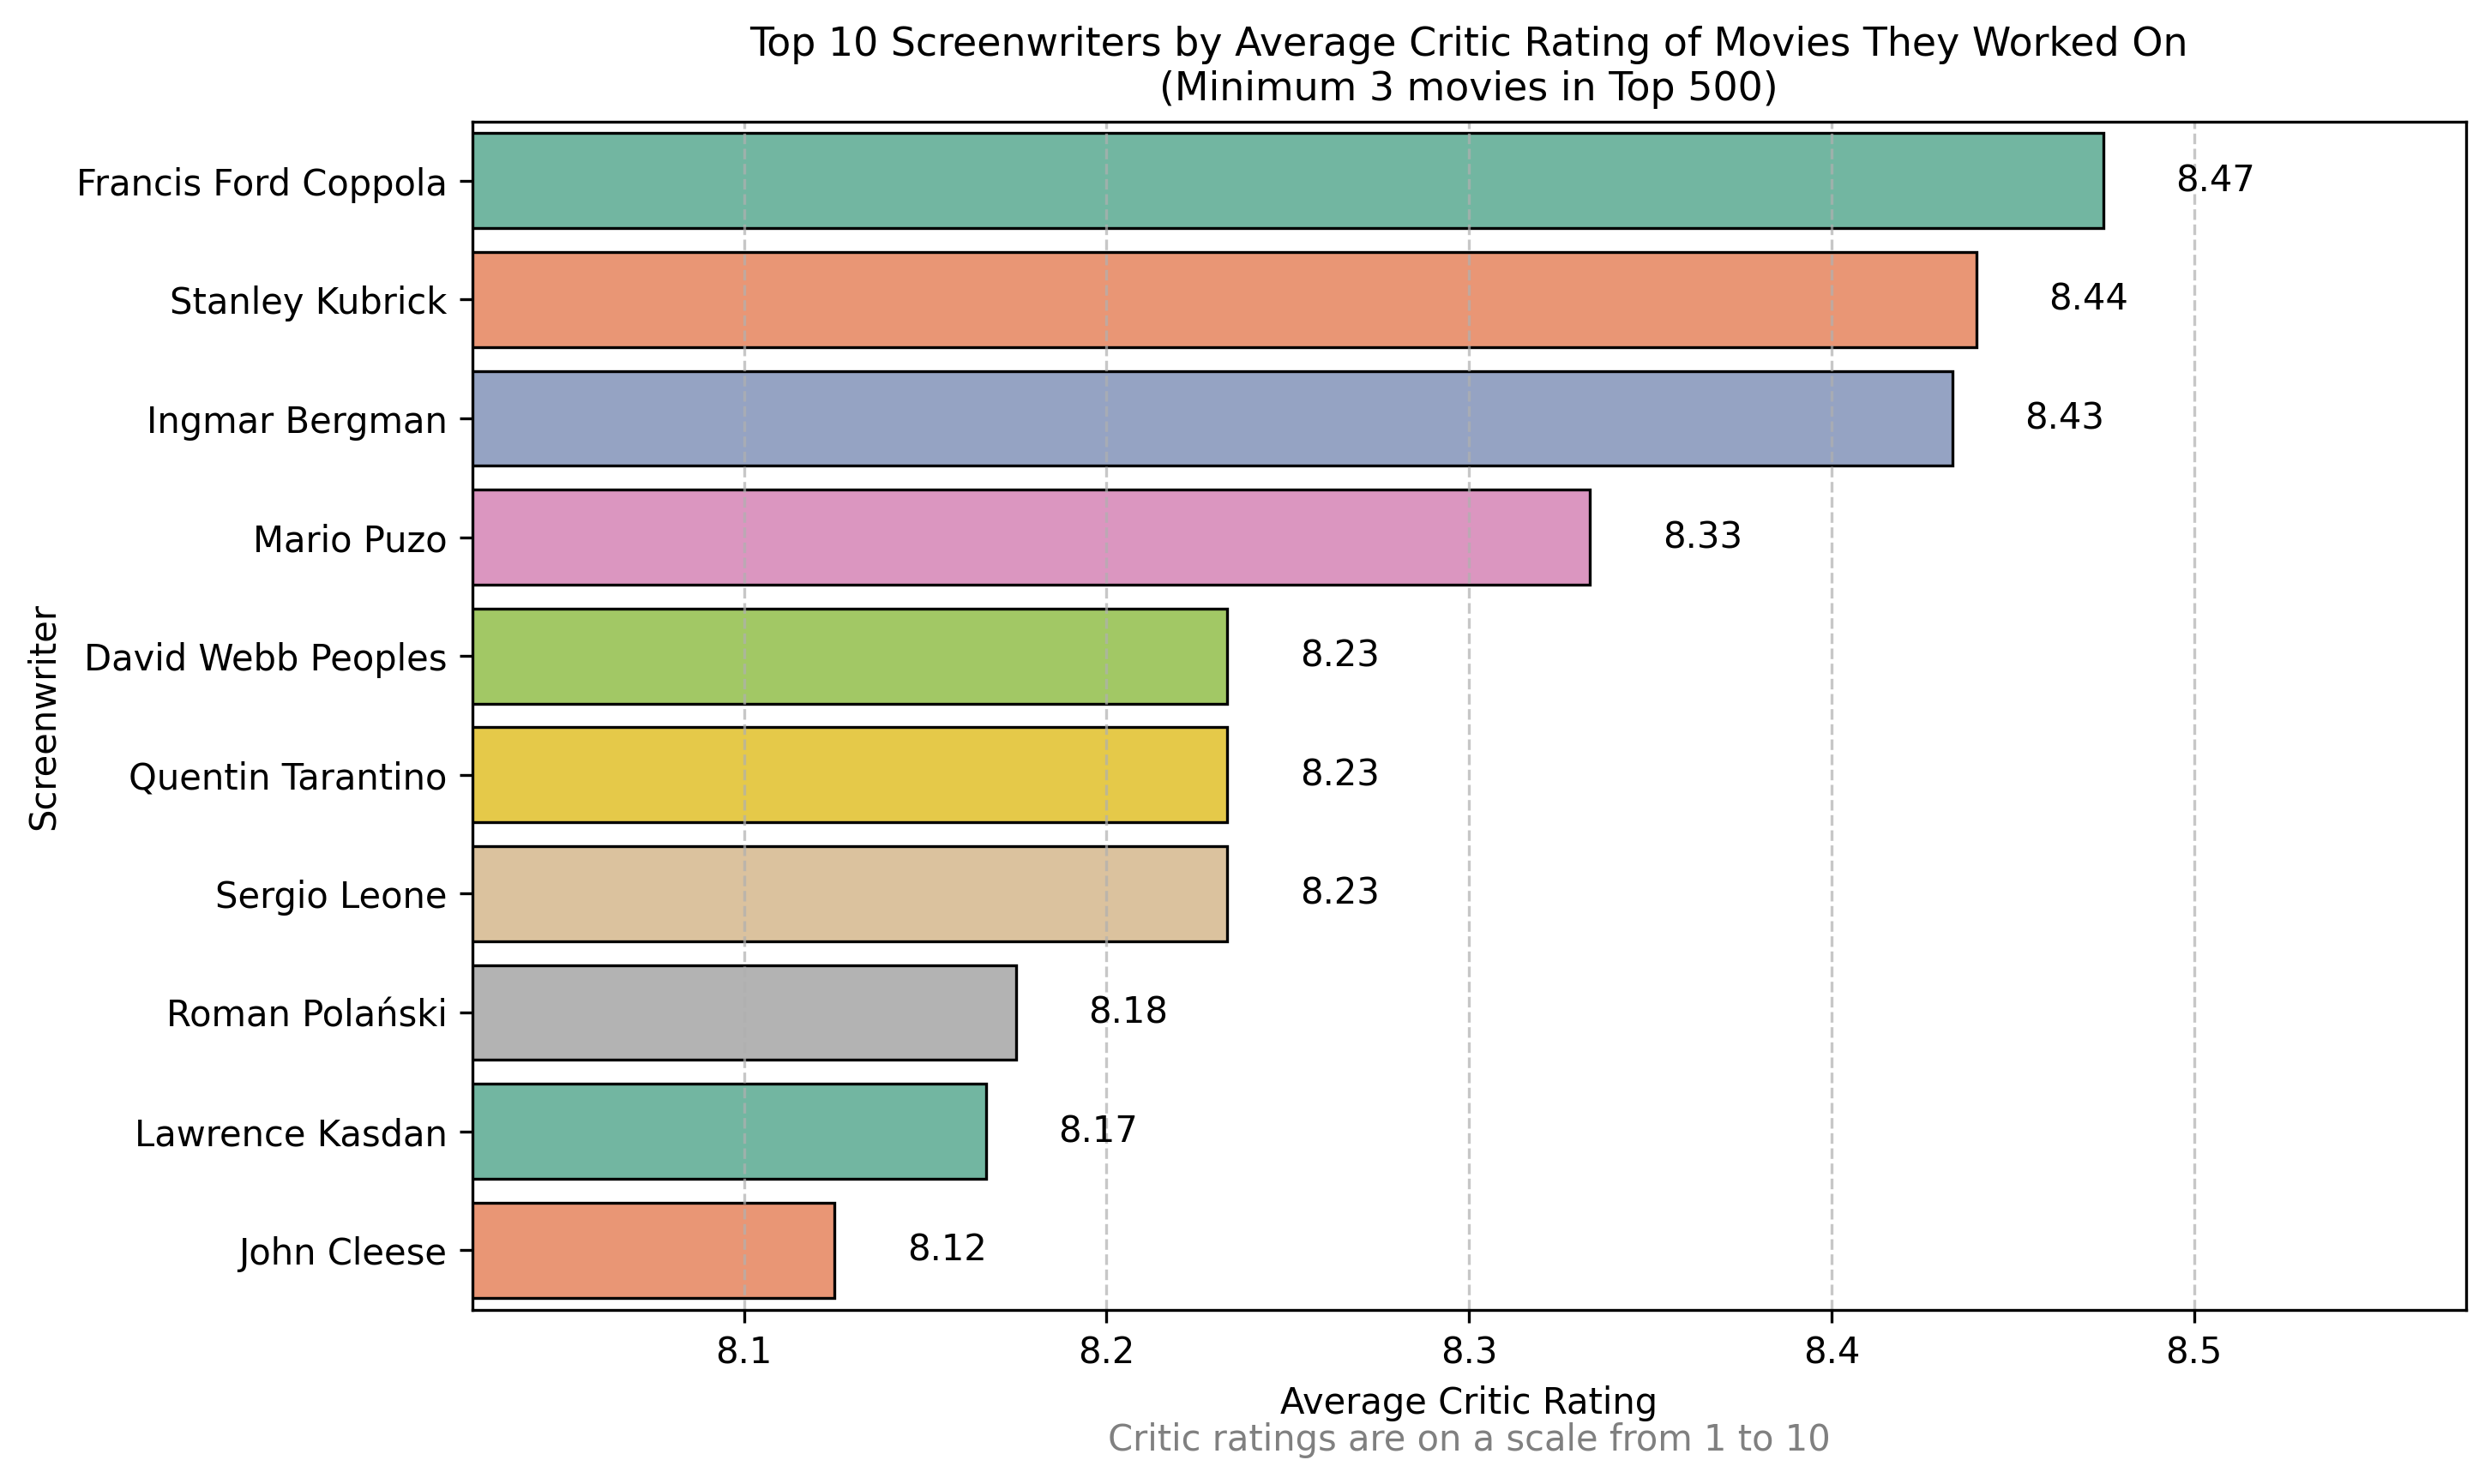 Top 10 Screenwriters by Average Critic Rating of Movies They Worked On
(Minimum 3 movies in Top 500)
Screenwriter
Francis Ford Coppola 8.47
Stanley Kubrick 8.44
Ingmar Bergman 8.43
Mario Puzo 8.33
David Webb Peoples 8.23
Quentin Tarantino 8.23
Sergio Leone 8.23
Roman Polański 8.18
Lawrence Kasdan 8.17
John Cleese 8.12
8.1 8.2 8.3 8.4 8.5
Average Critic Rating
Critic ratings are on a scale from 1 to 10